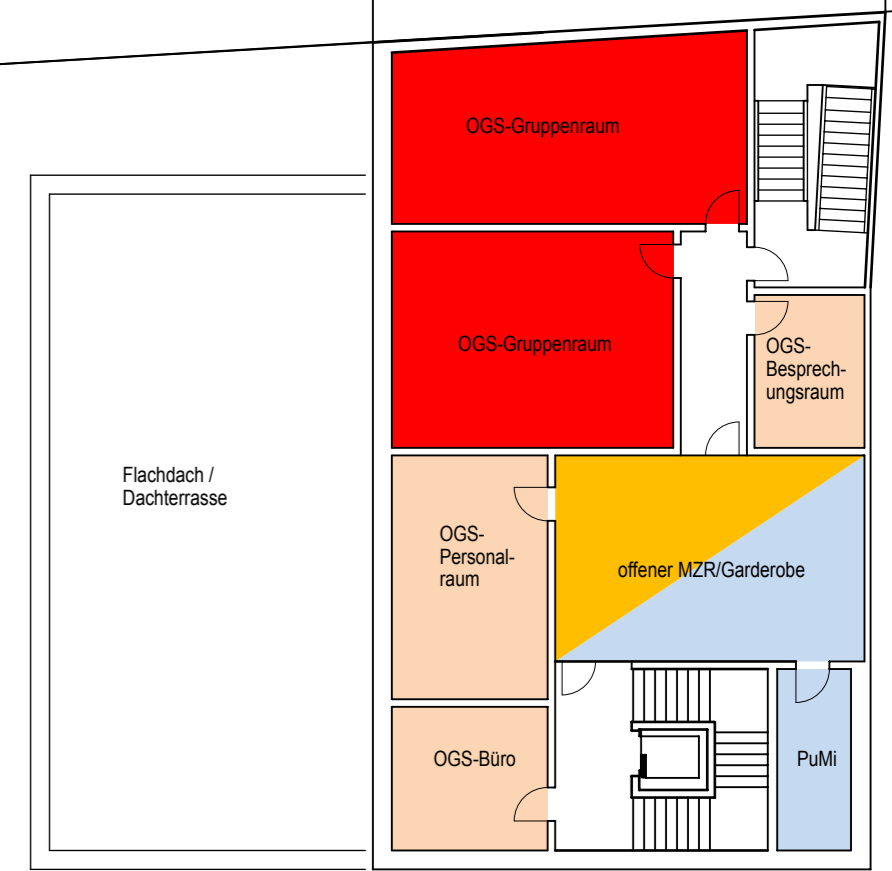 OGS-Gruppenraum
OGS-Gruppenraum
OGS-
Besprech-
ungsraum
Flachdach /
Dachterrasse
OGS-
Personal-
raum
offener MZR/Garderobe
OGS-Büro
PuMi